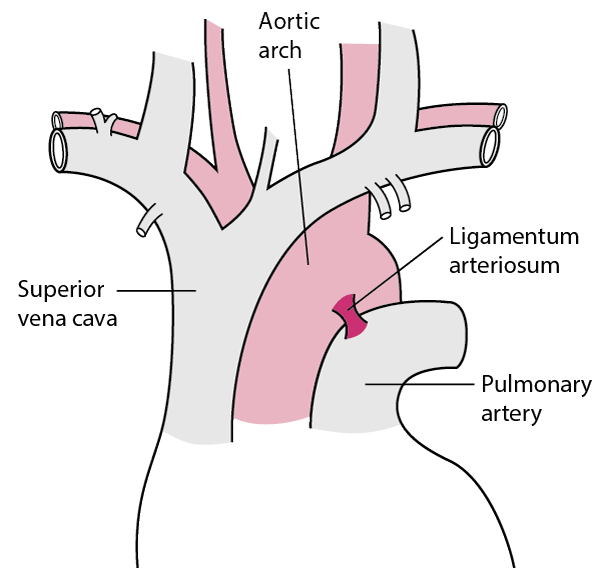 Aortic
arch
Ligamentum
arteriosum
Superior
vena cava
Pulmonary
artery